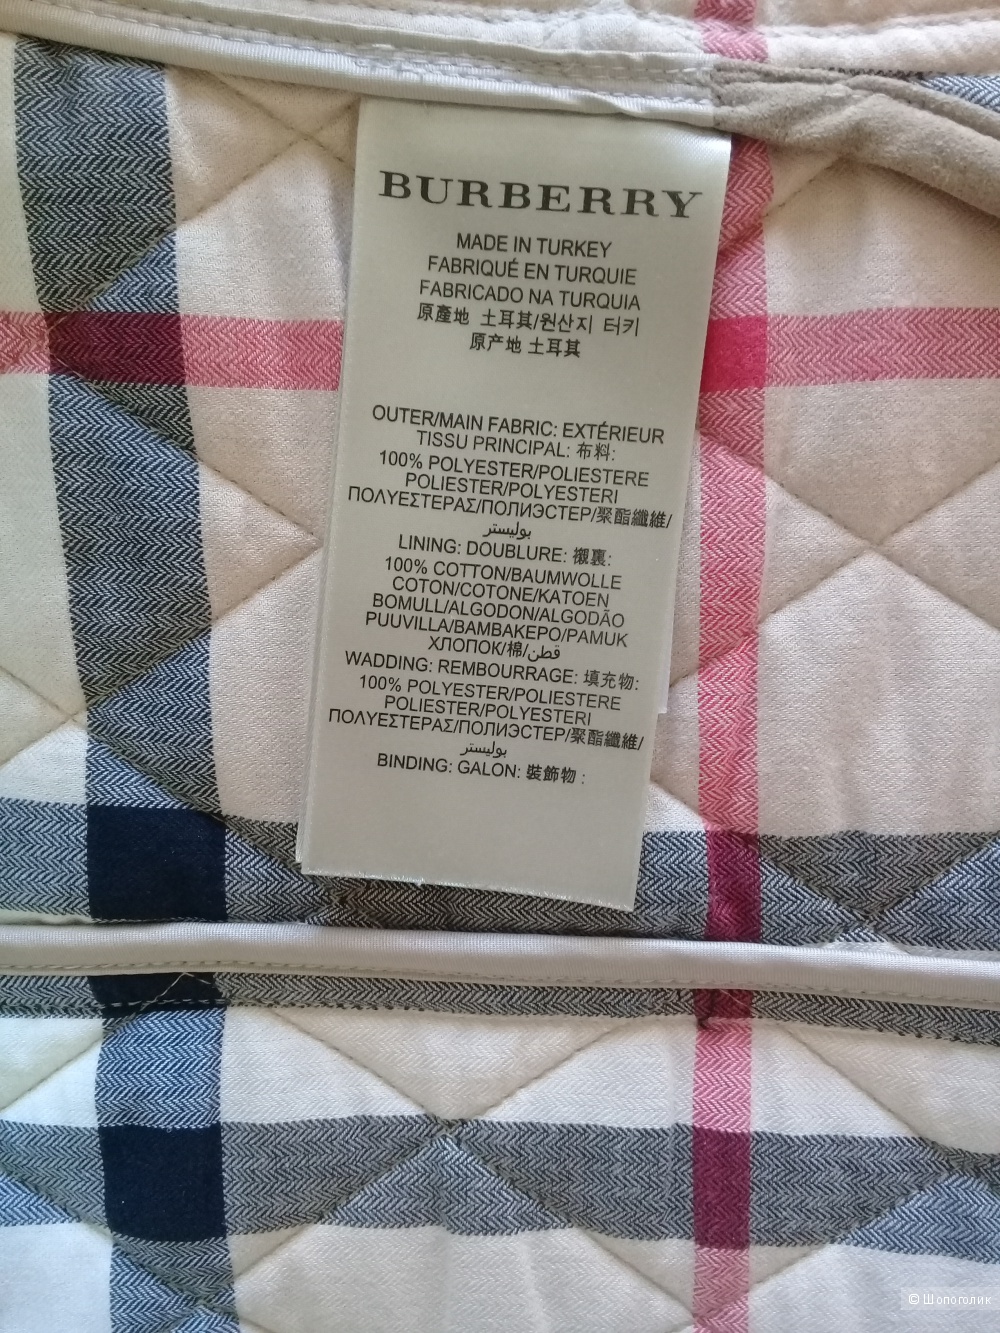 BURBERRY
MADE IN TURKEY
FABRIQUÉ EN TURQUIE
FABRICADO NA TURQUIA
原產地 土耳其/원산지 터키
原产地 土耳其
OUTER/MAIN FABRIC: EXTÉRIEUR
TISSU PRINCIPAL: 布料:
100% POLYESTER/POLIESTERE
POLIESTER/POLYESTERI
ΠΟΛΥΕΣΤΕΡΑΣ/ПОЛИЭСТЕР/聚酯纖維/
بوليستر
LINING: DOUBLURE: 襯裏:
100% COTTON/BAUMWOLLE
COTON/COTONE/KATOEN
BOMULL/ALGODON/ALGODÃO
PUUVILLA/BAMBAKEPO/PAMUK
ХЛОПОК/棉/قطن
WADDING: REMBOURRAGE: 填充物:
100% POLYESTER/POLIESTERE
POLIESTER/POLYESTERI
ΠΟΛΥΕΣΤΕΡΑΣ/ПОЛИЭСТЕР/聚酯纖維/
بوليستر
BINDING: GALON: 裝飾物 :
© Шопоголик